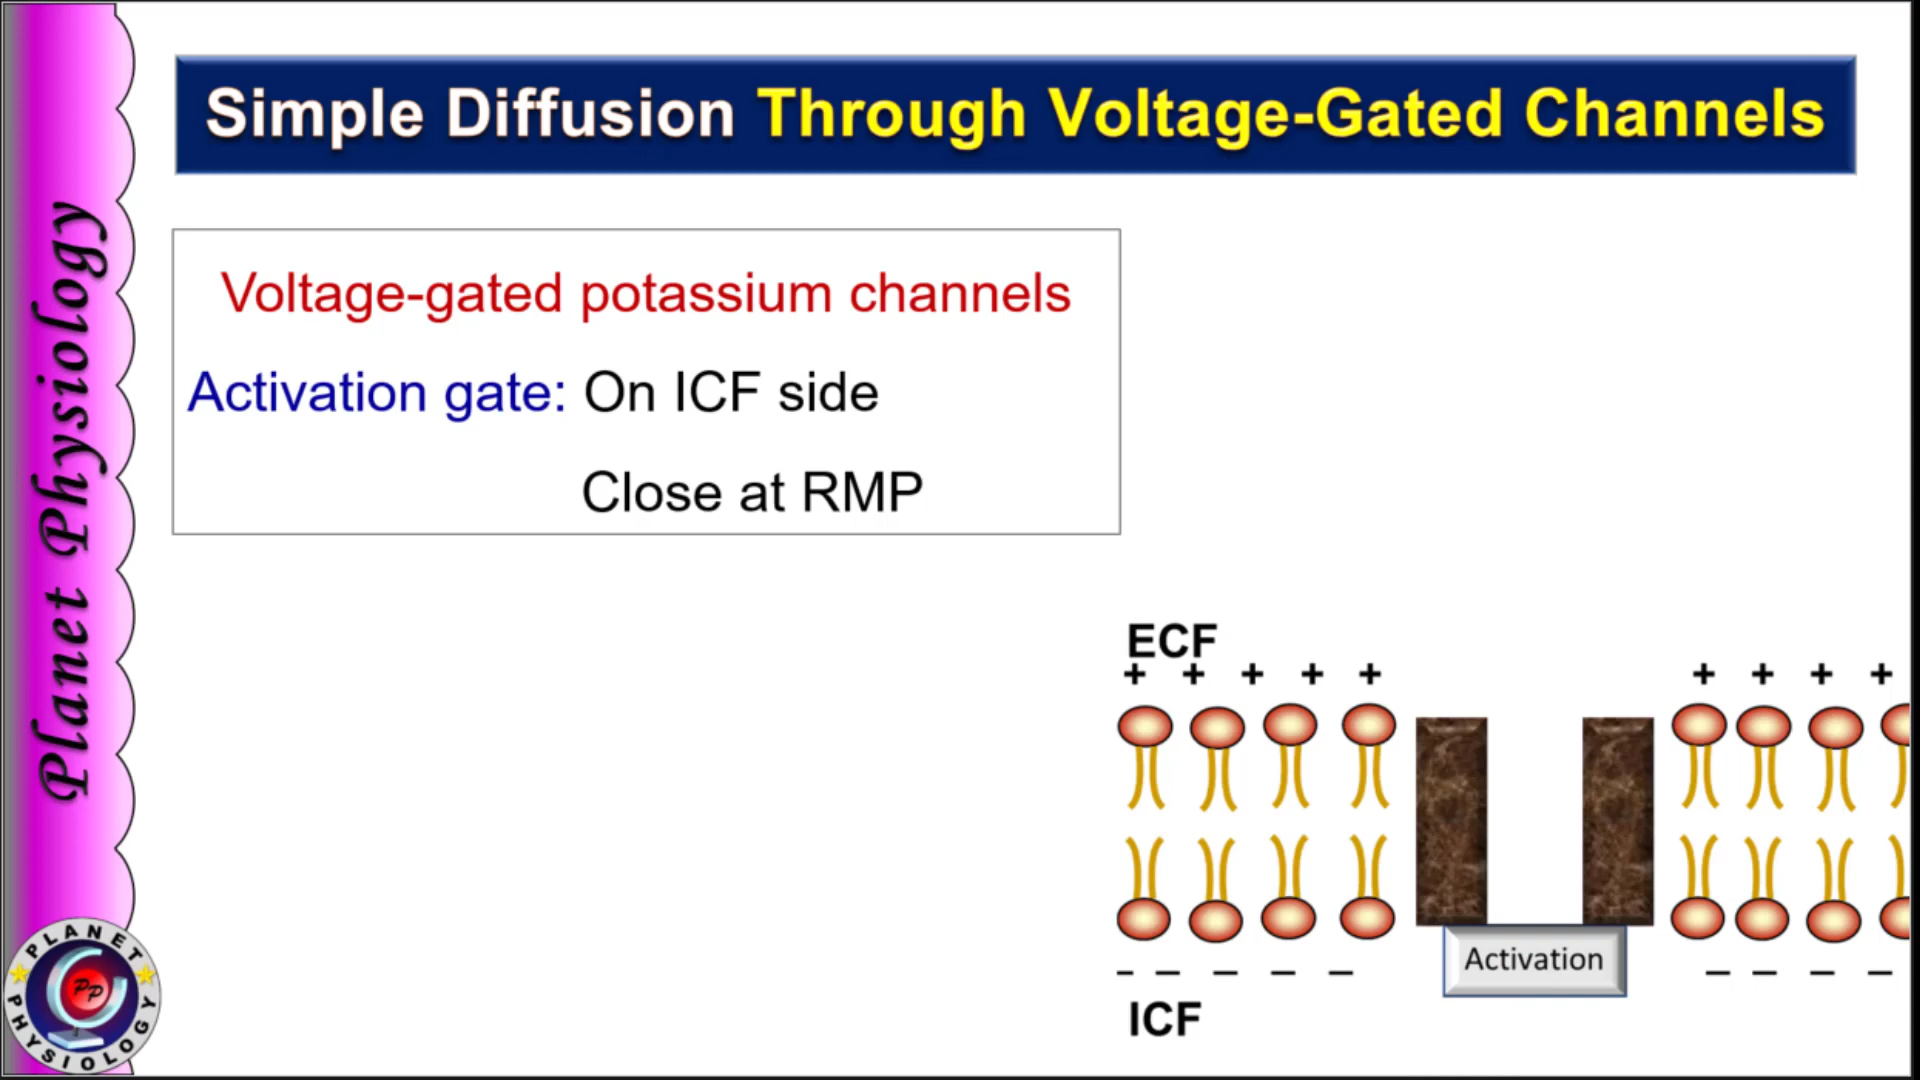 Simple Diffusion Through Voltage-Gated Channels
Planet Physiology
Voltage-gated potassium channels
Activation gate: On ICF side
Close at RMP
ECF
+ + + + + + + + +
Activation
– – – – – – – – –
ICF
PLANET
PP
PHYSIOLOGY